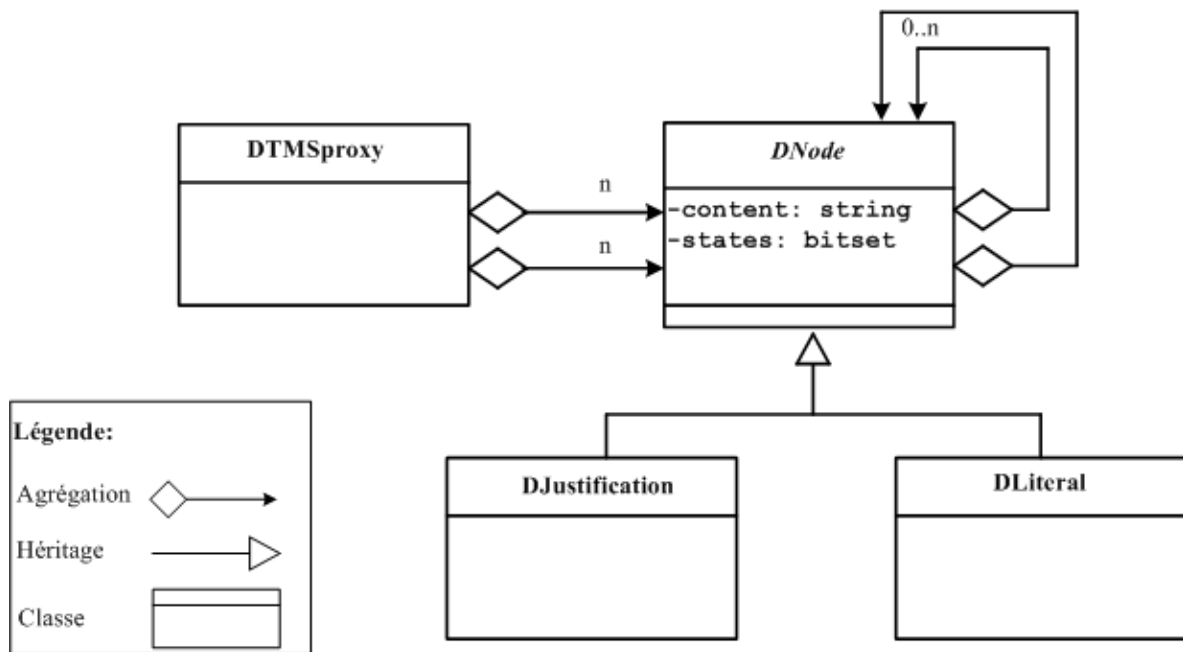 0..n
DTMSproxy
DNode
n
-content: string
-states: bitset
n
Légende:
Agrégation
Héritage
Classe
DJustification
DLiteral